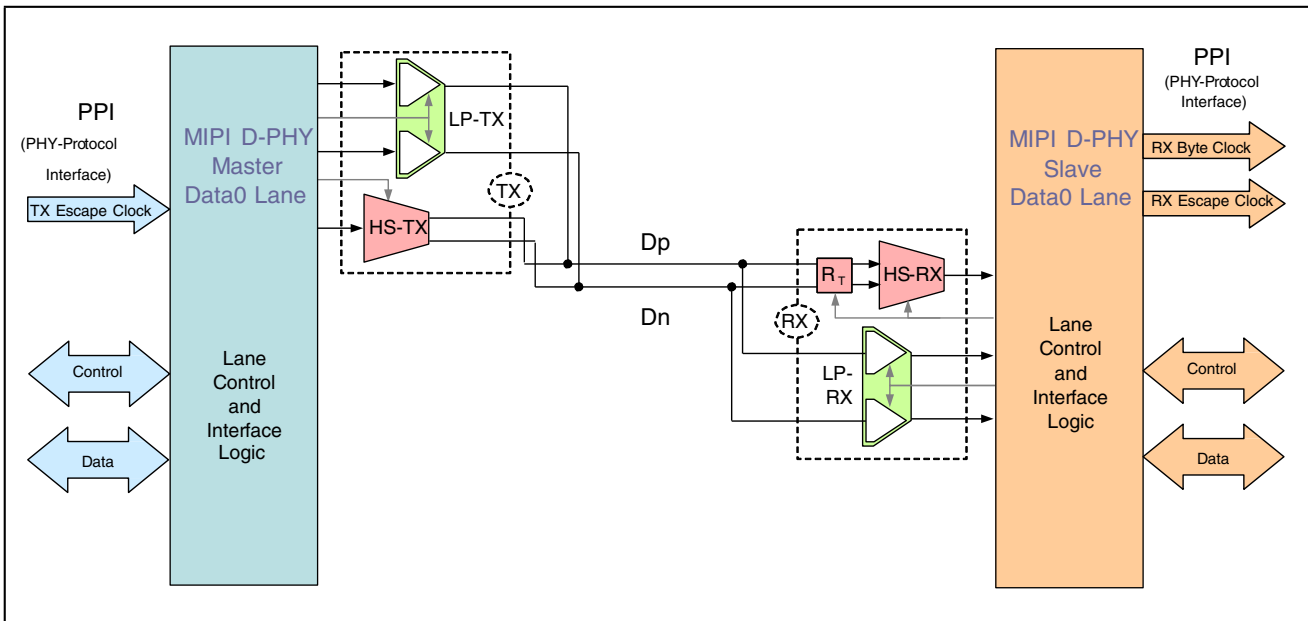 PPI
(PHY-Protocol
Interface)
TX Escape Clock
Control
Data
MIPI D-PHY
Master
Data0 Lane
Lane
Control
and
Interface
Logic
LP-TX
TX
HS-TX
Dp
Dn
RX
RT
HS-RX
LP-
RX
MIPI D-PHY
Slave
Data0 Lane
Lane
Control
and
Interface
Logic
PPI
(PHY-Protocol
Interface)
RX Byte Clock
RX Escape Clock
Control
Data